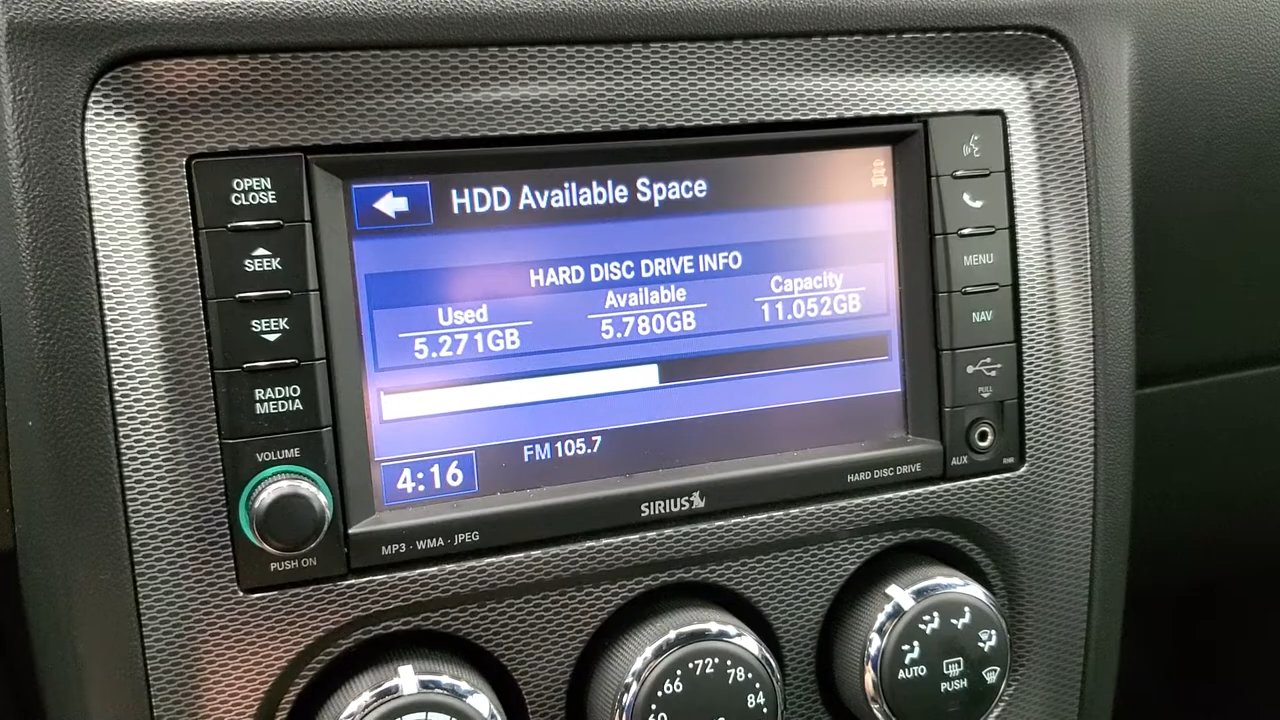 OPEN
CLOSE
SEEK
SEEK
RADIO
MEDIA
VOLUME
PUSH ON
HDD Available Space
HARD DISC DRIVE INFO
Used Available Capacity
5.271GB 5.780GB 11.052GB
4:16 FM 105.7
MP3 · WMA · JPEG
SIRIUS
HARD DISC DRIVE
MENU
NAV
PULL
AUX RHR
60 66 72° 78 84
AUTO
PUSH